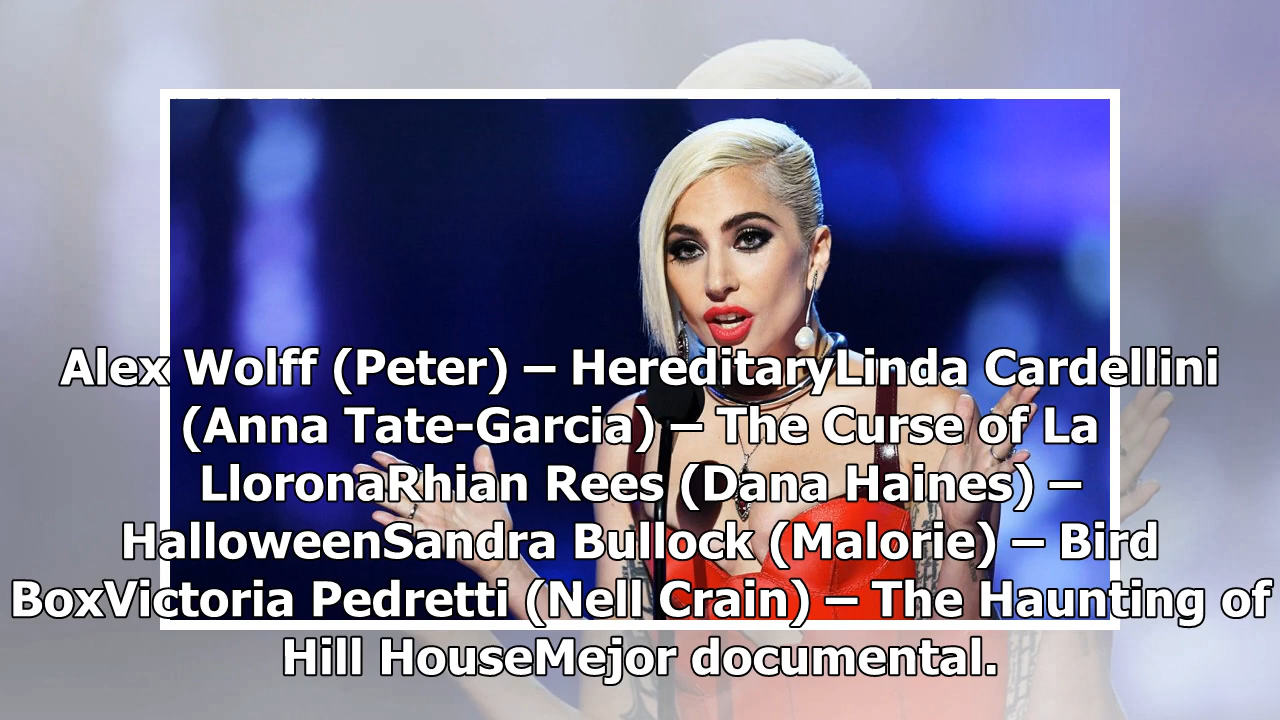 Alex Wolff (Peter) – HereditaryLinda Cardellini
(Anna Tate-Garcia) – The Curse of La
LloronaRhian Rees (Dana Haines) –
HalloweenSandra Bullock (Malorie) – Bird
BoxVictoria Pedretti (Nell Crain) – The Haunting of
Hill HouseMejor documental.